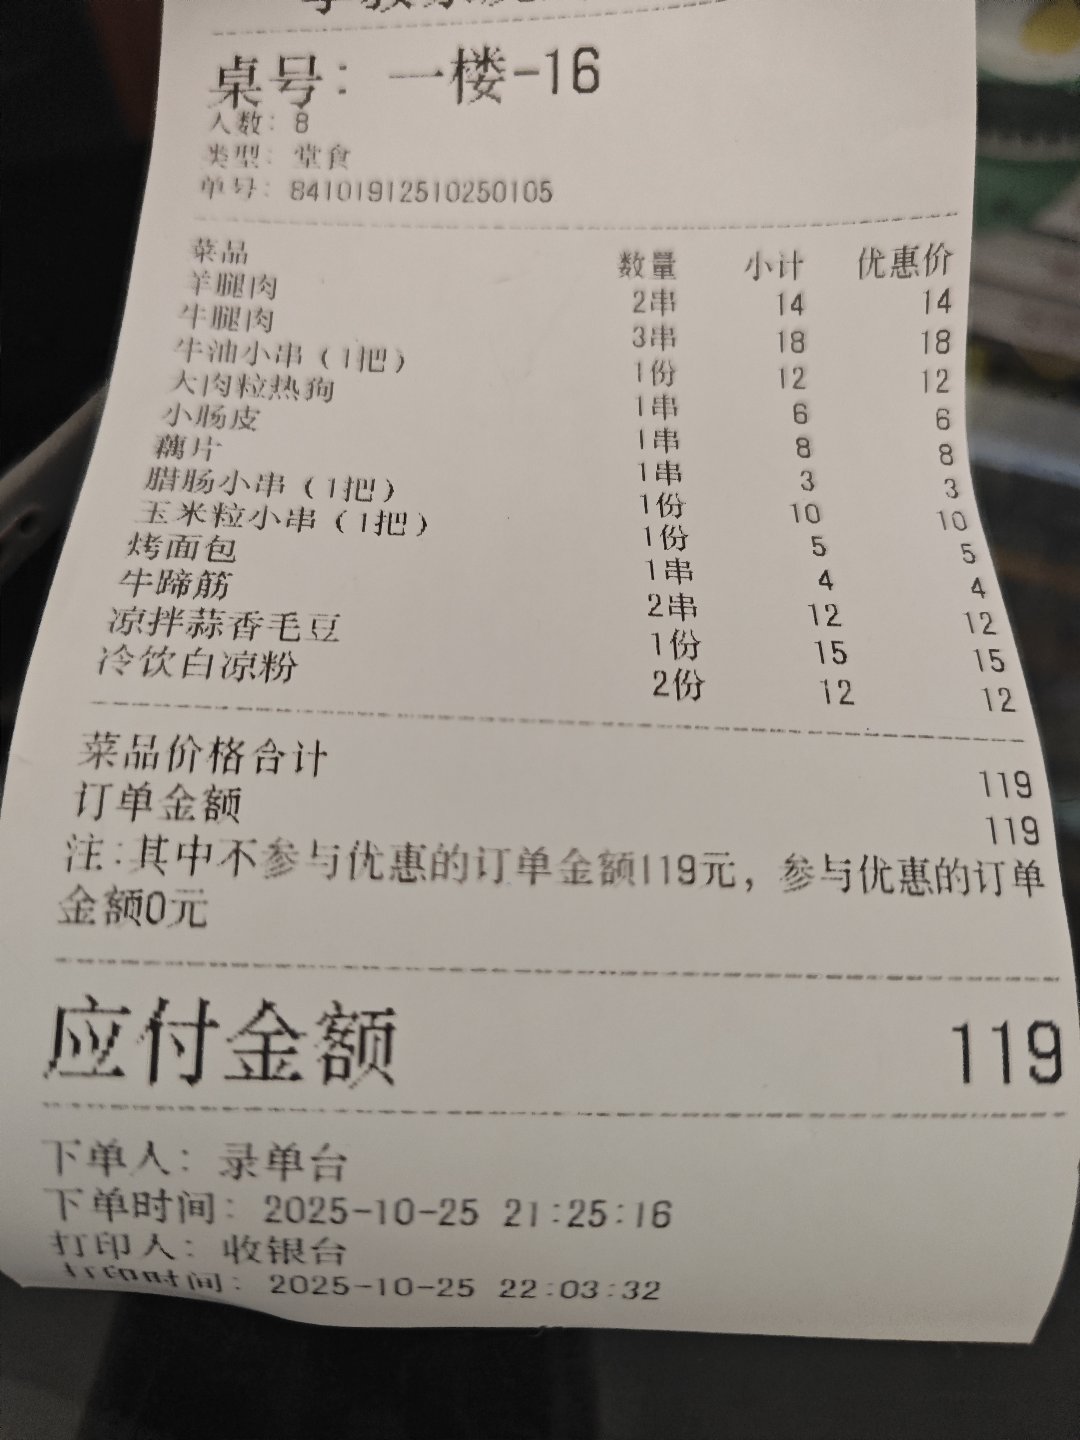 桌号： 一楼-16
人数：8
类型：堂食
单号：841019125​10250105
菜品 数量 小计 优惠价
羊腿肉 2串 14 14
牛腿肉 3串 18 18
牛油小串（1把） 1份 12 12
大肉粒热狗 1串 6 6
小肠皮 1串 8 8
藕片 1串 3 3
腊肠小串（1把） 1份 10 10
玉米粒小串（1把） 1份 5 5
烤面包 1串 4 4
牛蹄筋 2串 12 12
凉拌蒜香毛豆 1份 15 15
冷饮白凉粉 2份 12 12
菜品价格合计 119
订单金额 119
注:其中不参与优惠的订单金额119元，参与优惠的订单
金额0元
应付金额 119
下单人：录单台
下单时间：2025-10-25 21:25:16
打印人：收银台
打印时间：2025-10-25 22:03:32